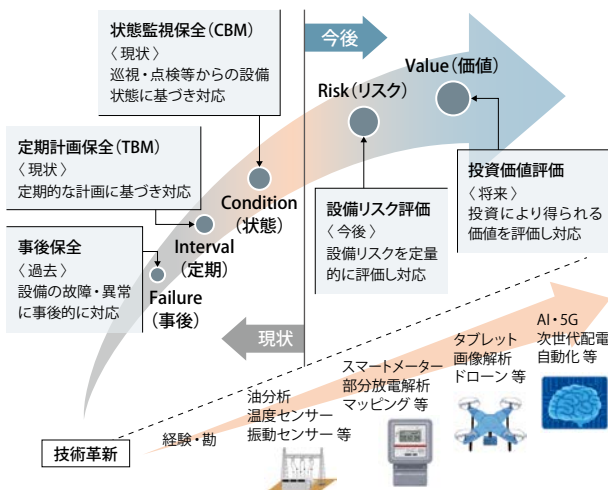 状態監視保全(CBM)
〈現状〉
巡視・点検等からの設備
状態に基づき対応
今後
Value(価値)
Risk(リスク)
定期計画保全(TBM)
〈現状〉
定期的な計画に基づき対応
Condition
(状態)
設備リスク評価
〈今後〉
設備リスクを定量
的に評価し対応
投資価値評価
〈将来〉
投資により得られる
価値を評価し対応
事後保全
〈過去〉
設備の故障・異常
に事後的に対応
Interval
(定期)
Failure
(事後)
現状
技術革新
経験・勘
油分析
温度センサー
振動センサー 等
スマートメーター
部分放電解析
マッピング 等
タブレット
画像解析
ドローン 等
AI・5G
次世代配電
自動化 等